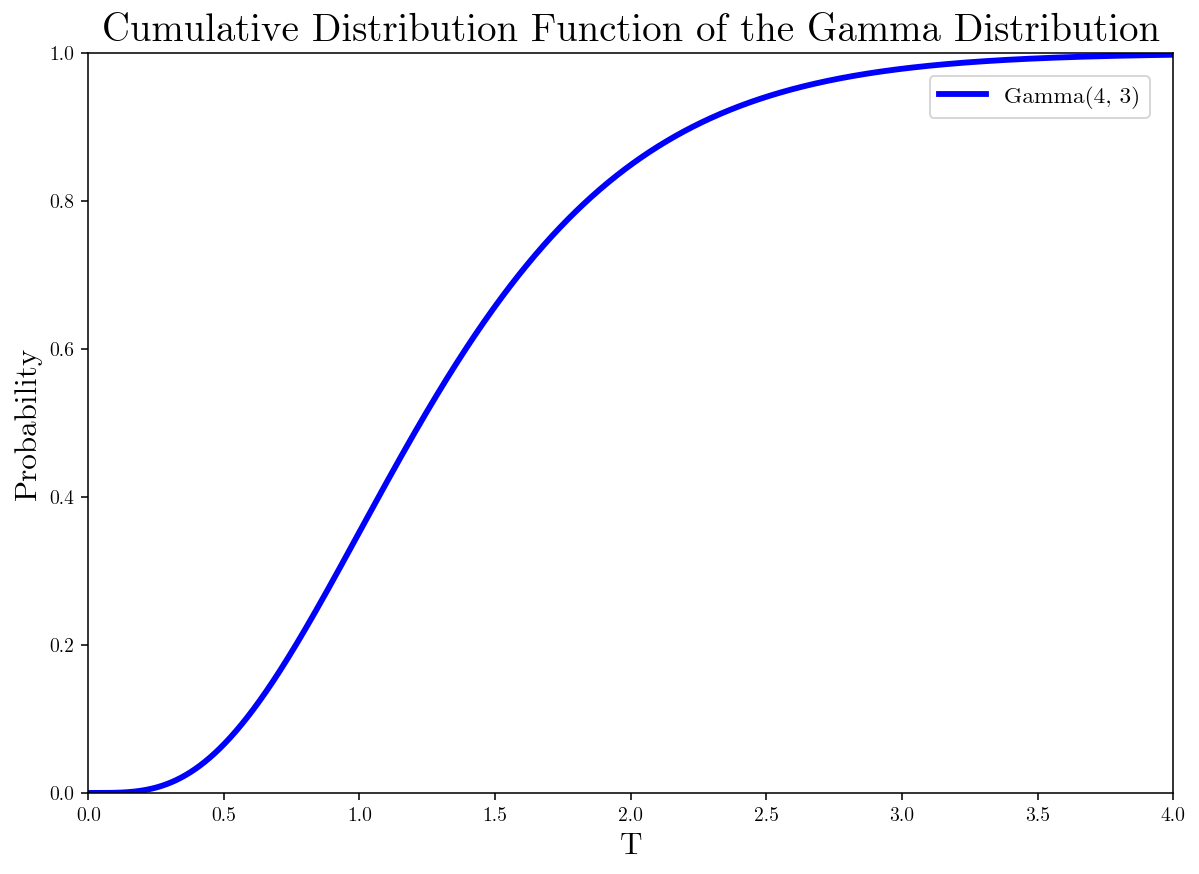 Cumulative Distribution Function of the Gamma Distribution
1.0
Gamma(4, 3)
0.8
0.6
Probability
0.4
0.2
0.0
0.0 0.5 1.0 1.5 2.0 2.5 3.0 3.5 4.0
T